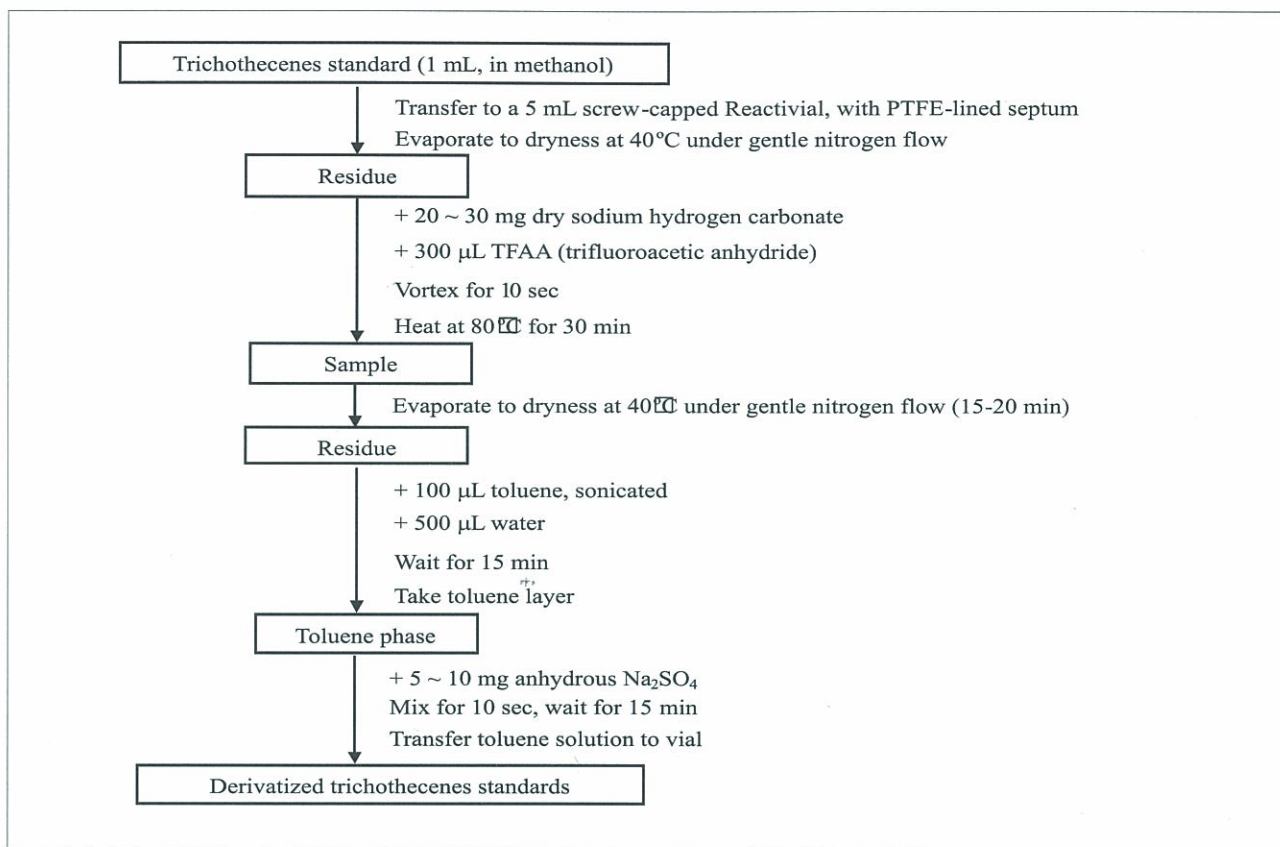 Trichothecenes standard (1 mL, in methanol)
Transfer to a 5 mL screw-capped Reactivial, with PTFE-lined septum
Evaporate to dryness at 40°C under gentle nitrogen flow
Residue
+ 20 ~ 30 mg dry sodium hydrogen carbonate
+ 300 μL TFAA (trifluoroacetic anhydride)
Vortex for 10 sec
Heat at 80℃ for 30 min
Sample
Evaporate to dryness at 40℃ under gentle nitrogen flow (15-20 min)
Residue
+ 100 μL toluene, sonicated
+ 500 μL water
Wait for 15 min
Take toluene layer
Toluene phase
+ 5 ~ 10 mg anhydrous Na₂SO₄
Mix for 10 sec, wait for 15 min
Transfer toluene solution to vial
Derivatized trichothecenes standards